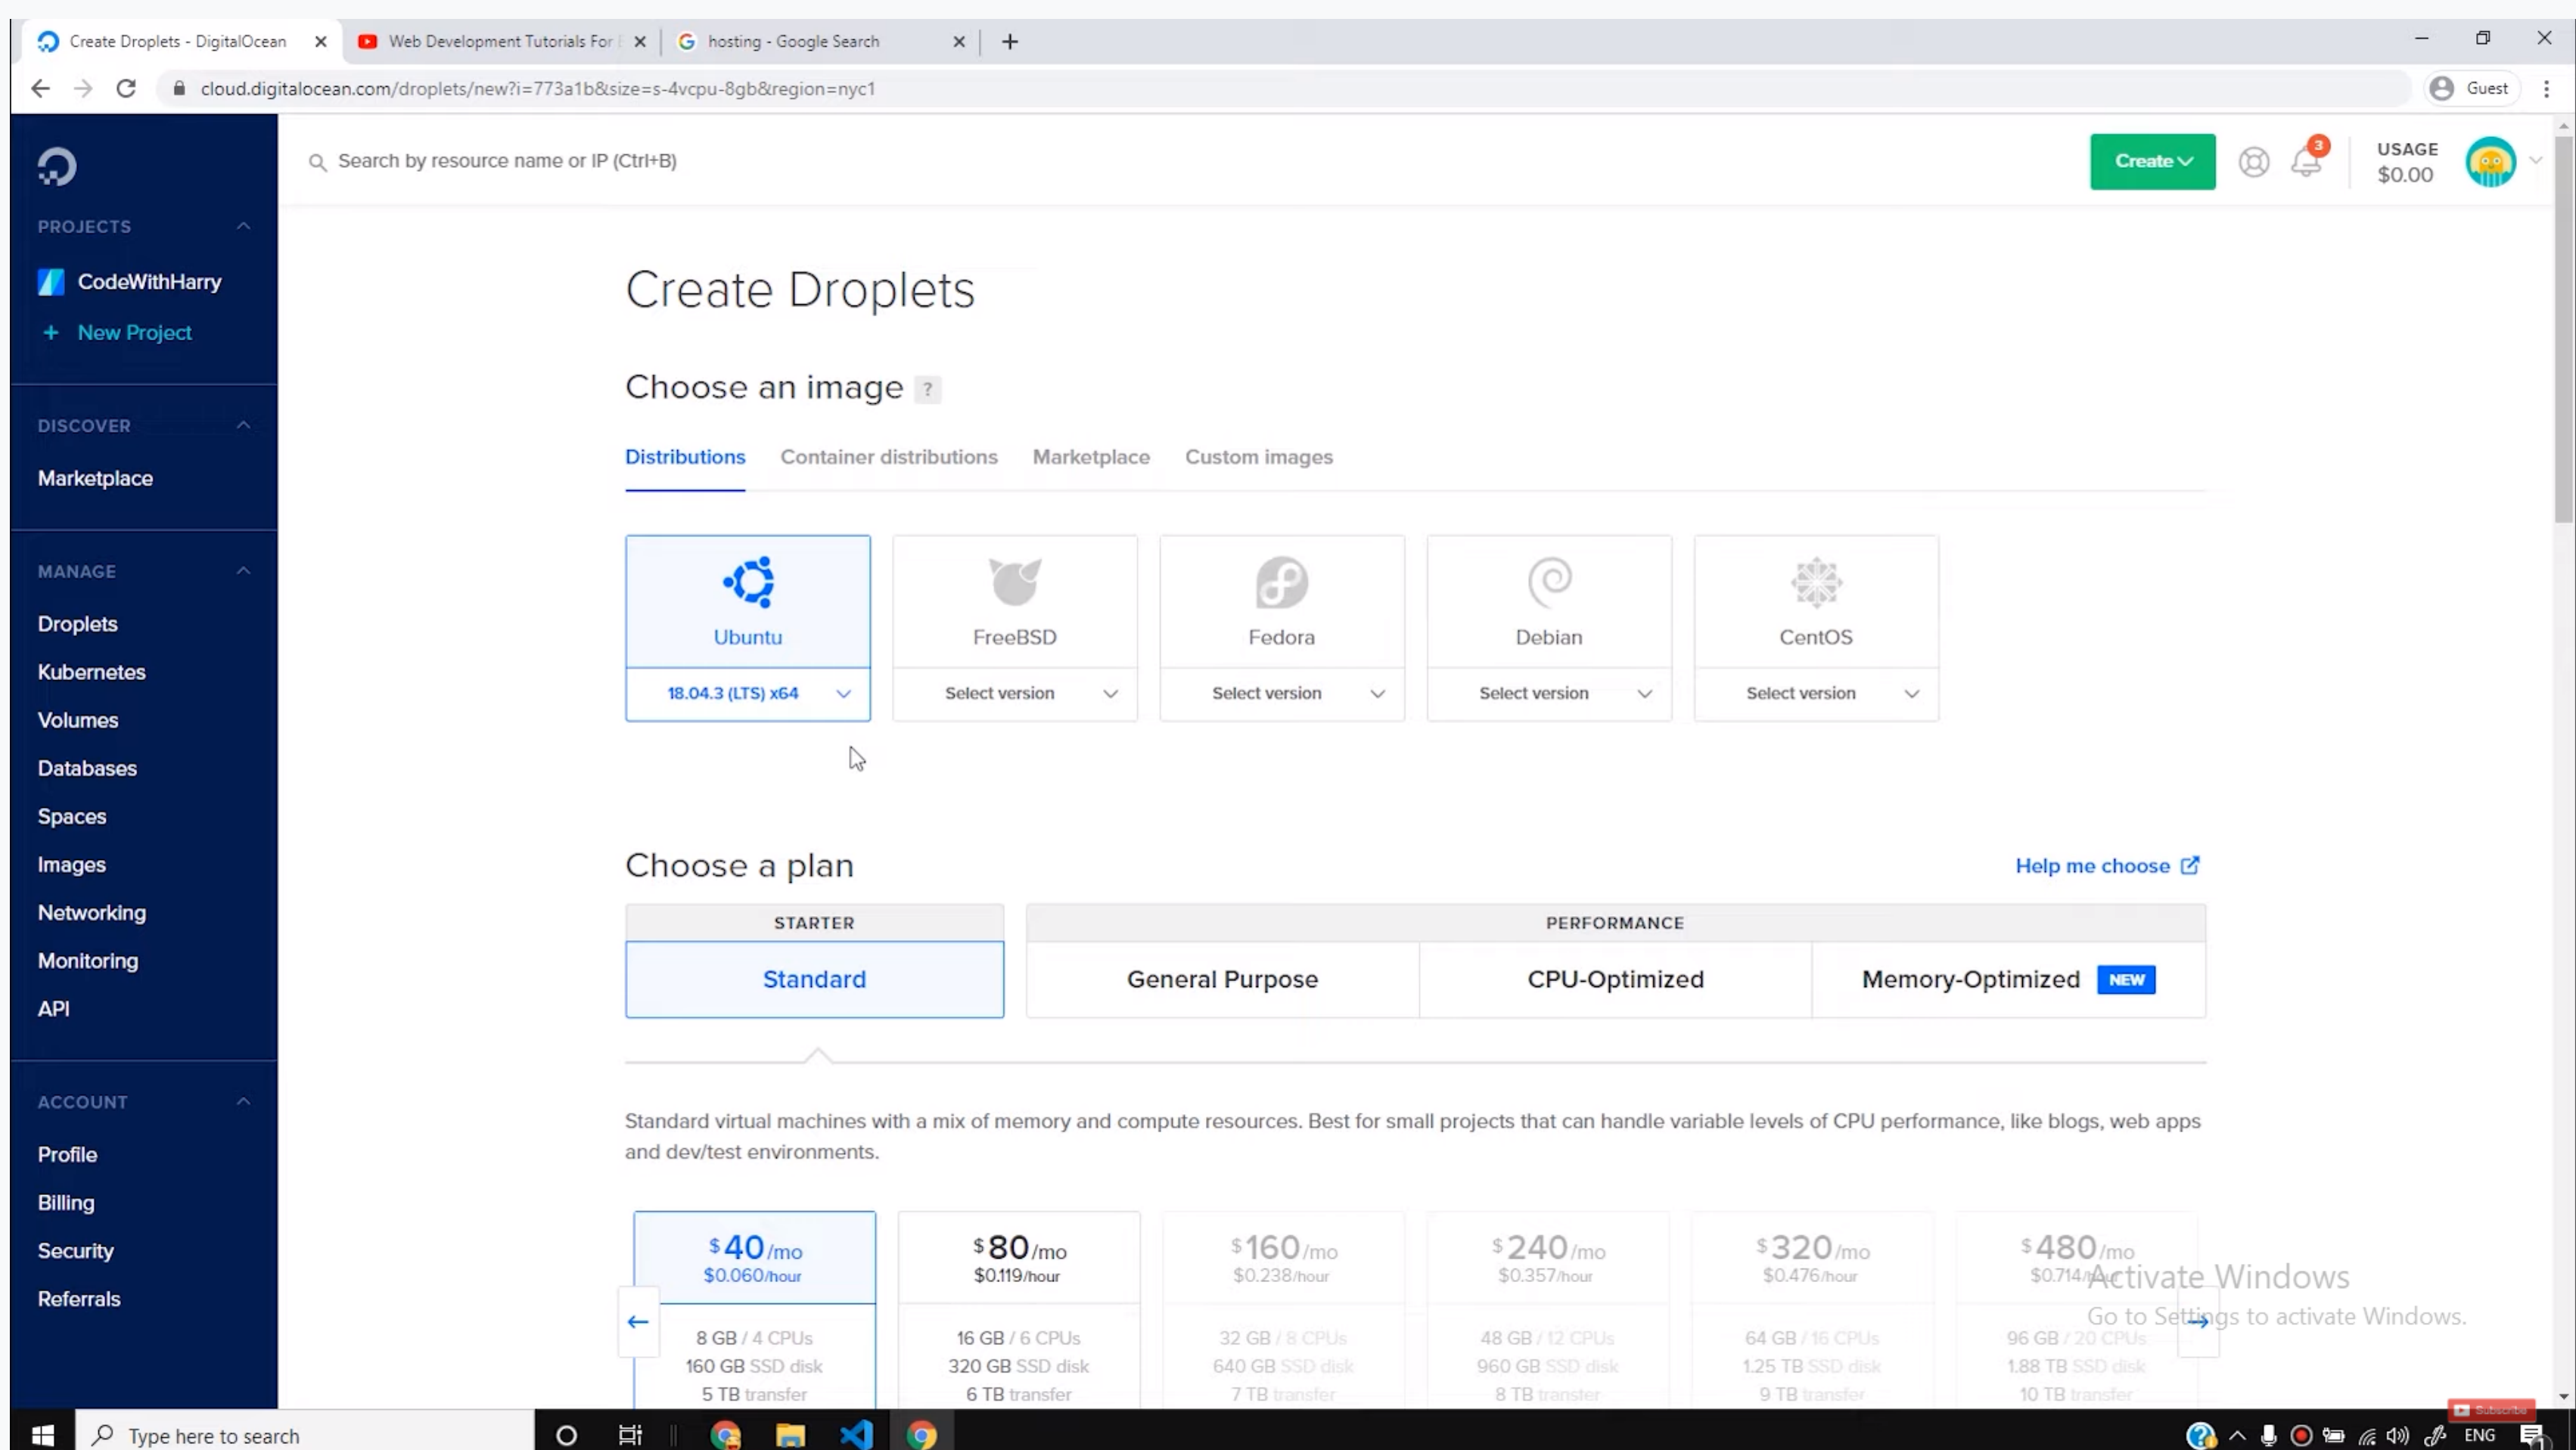 Create Droplets - DigitalOcean
Web Development Tutorials For
hosting - Google Search
cloud.digitalocean.com/droplets/new?i=773a1b&size=s-4vcpu-8gb&region=nyc1
Guest
Search by resource name or IP (Ctrl+B)
Create
3
USAGE
$0.00
PROJECTS
CodeWithHarry
+ New Project
DISCOVER
Marketplace
MANAGE
Droplets
Kubernetes
Volumes
Databases
Spaces
Images
Networking
Monitoring
API
ACCOUNT
Profile
Billing
Security
Referrals
Create Droplets
Choose an image ?
Distributions Container distributions Marketplace Custom images
Ubuntu FreeBSD Fedora Debian CentOS
18.04.3 (LTS) x64 Select version Select version Select version Select version
Choose a plan
Help me choose
STARTER PERFORMANCE
Standard General Purpose CPU-Optimized Memory-Optimized NEW
Standard virtual machines with a mix of memory and compute resources. Best for small projects that can handle variable levels of CPU performance, like blogs, web apps
and dev/test environments.
$ 40 /mo $ 80 /mo $ 160 /mo $ 240 /mo $ 320 /mo $ 480 /mo
$0.060/hour $0.119/hour $0.238/hour $0.357/hour $0.476/hour $0.714/hour
8 GB / 4 CPUs 16 GB / 6 CPUs 32 GB / 8 CPUs 48 GB / 12 CPUs 64 GB / 16 CPUs 96 GB / 20 CPUs
160 GB SSD disk 320 GB SSD disk 640 GB SSD disk 960 GB SSD disk 1.25 TB SSD disk 1.88 TB SSD disk
5 TB transfer 6 TB transfer 7 TB transfer 8 TB transfer 9 TB transfer 10 TB transfer
Activate Windows
Go to Settings to activate Windows.
Subscribe
Type here to search
ENG
1